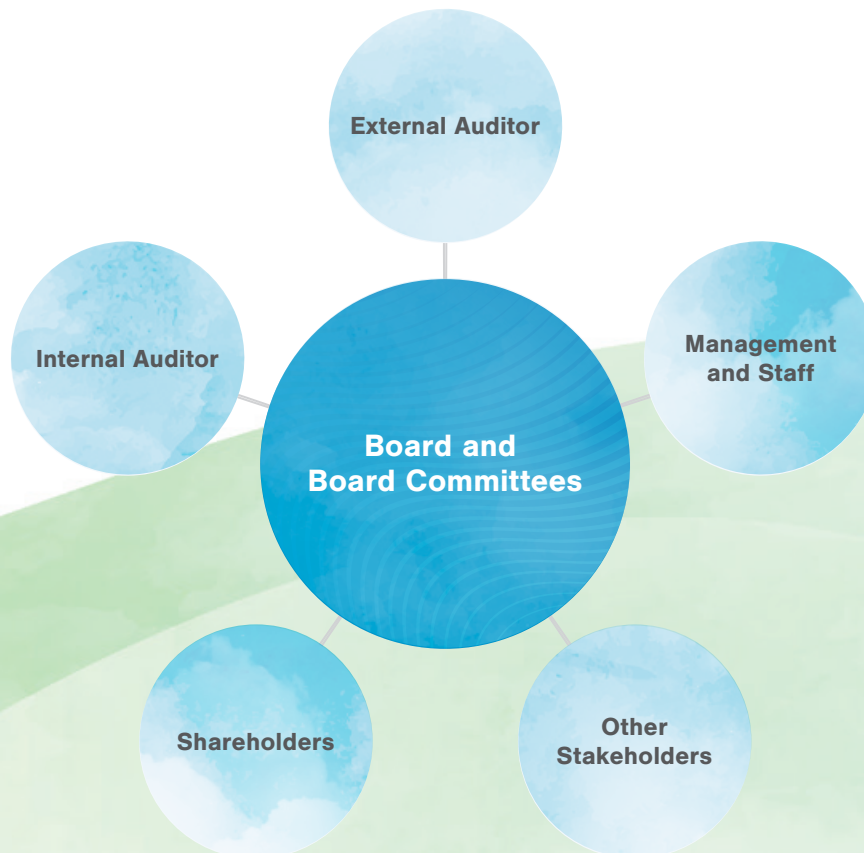 External Auditor
Internal Auditor
Management
and Staff
Board and
Board Committees
Shareholders
Other
Stakeholders